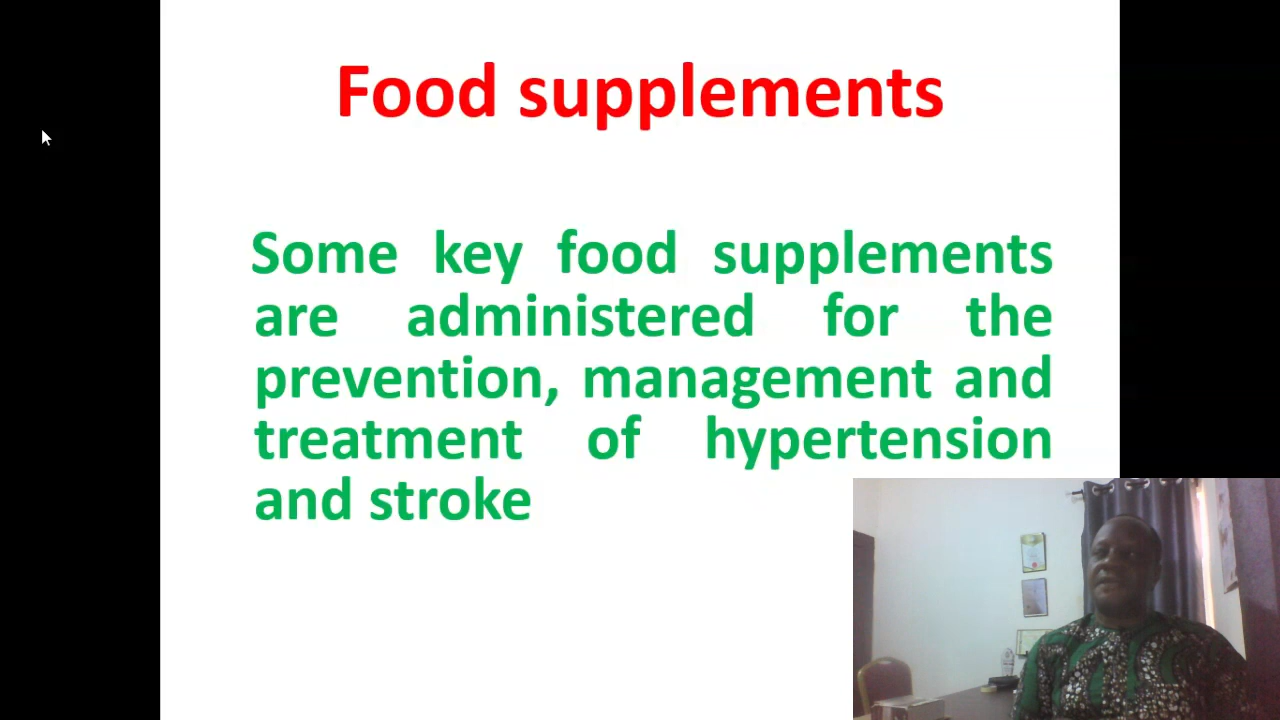 Food supplements
Some key food supplements
are administered for the
prevention, management and
treatment of hypertension
and stroke